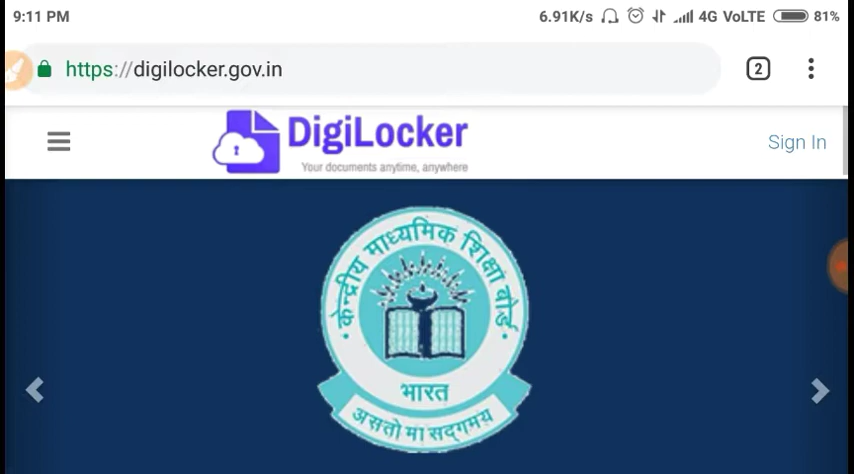 9:11 PM 6.91K/s 4G VoLTE 81%
https://digilocker.gov.in 2
DigiLocker Sign In
Your documents anytime, anywhere
केन्द्रीय माध्यमिक शिक्षा बोर्ड
भारत
असतो मा सद्गमय